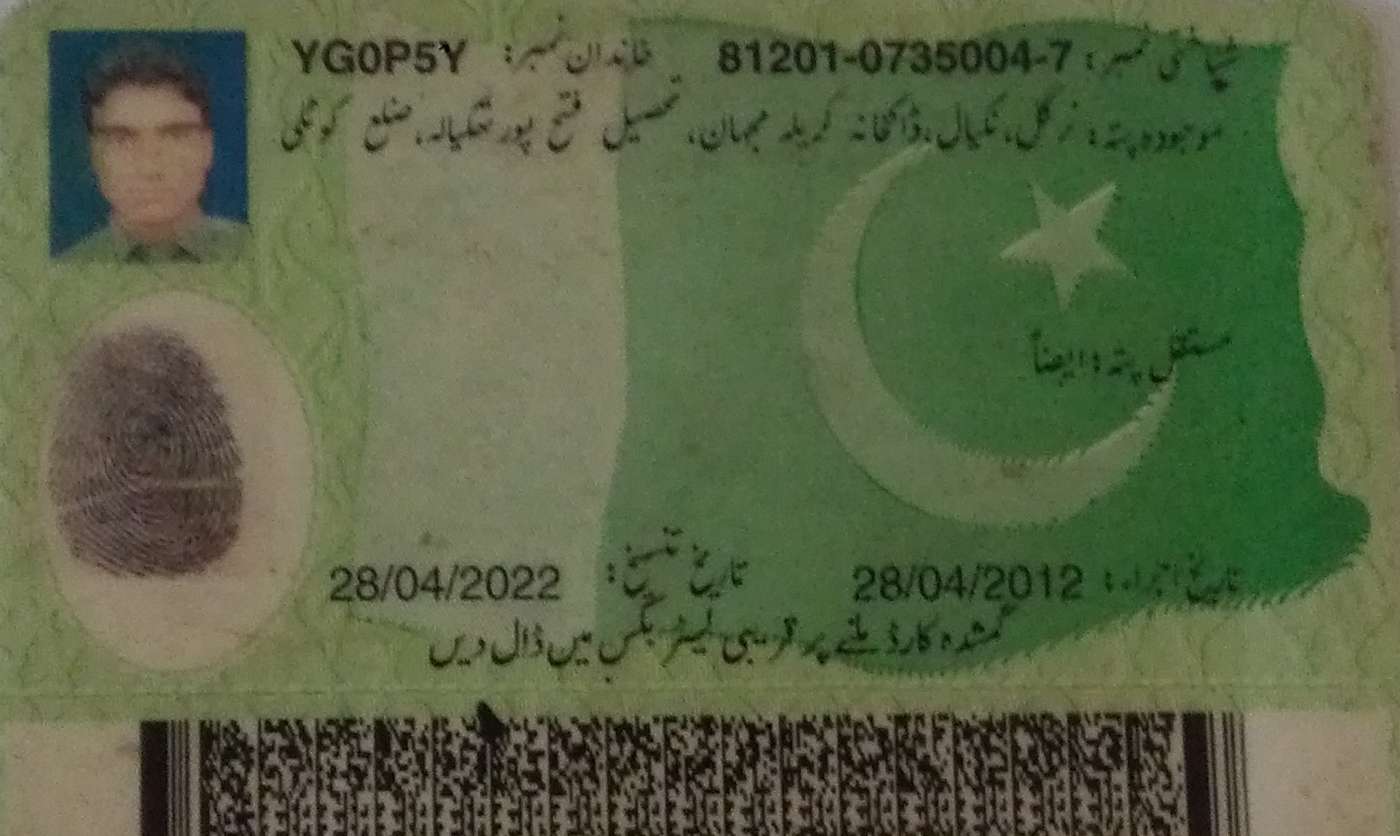 شناختی نمبر: 81201-0735004-7 خاندان نمبر: YG0P5Y
موجودہ پتہ: نرگل، نکیال، ڈاکخانہ کریلہ مجہان، تحصیل فتح پور تھکیالہ، ضلع کوٹلی
مستقل پتہ: ایضاً
تاریخ اجراء: 28/04/2012 تاریخ تنسیخ: 28/04/2022
گمشدہ کارڈ ملنے پر قریبی لیٹر بکس میں ڈال دیں